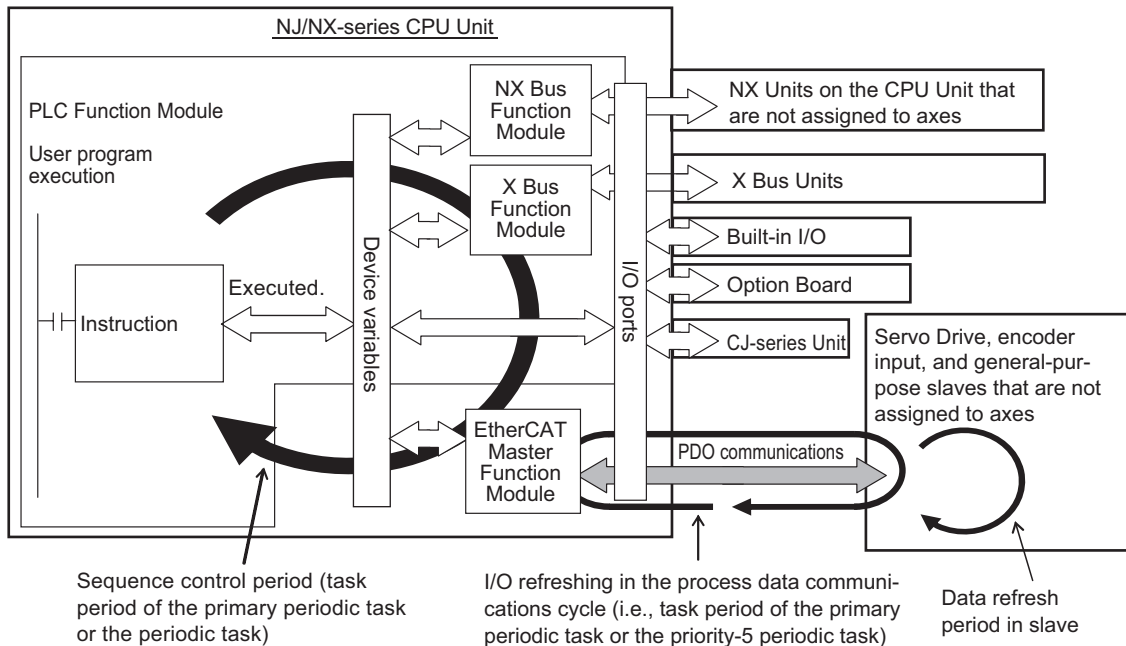 NJ/NX-series CPU Unit
PLC Function Module
User program
execution
Instruction
Executed.
Device variables
NX Bus
Function
Module
X Bus
Function
Module
EtherCAT
Master
Function
Module
I/O ports
NX Units on the CPU Unit that
are not assigned to axes
X Bus Units
Built-in I/O
Option Board
CJ-series Unit
Servo Drive, encoder
input, and general-pur-
pose slaves that are not
assigned to axes
PDO communications
Sequence control period (task
period of the primary periodic task
or the periodic task)
I/O refreshing in the process data communi-
cations cycle (i.e., task period of the primary
periodic task or the priority-5 periodic task)
Data refresh
period in slave